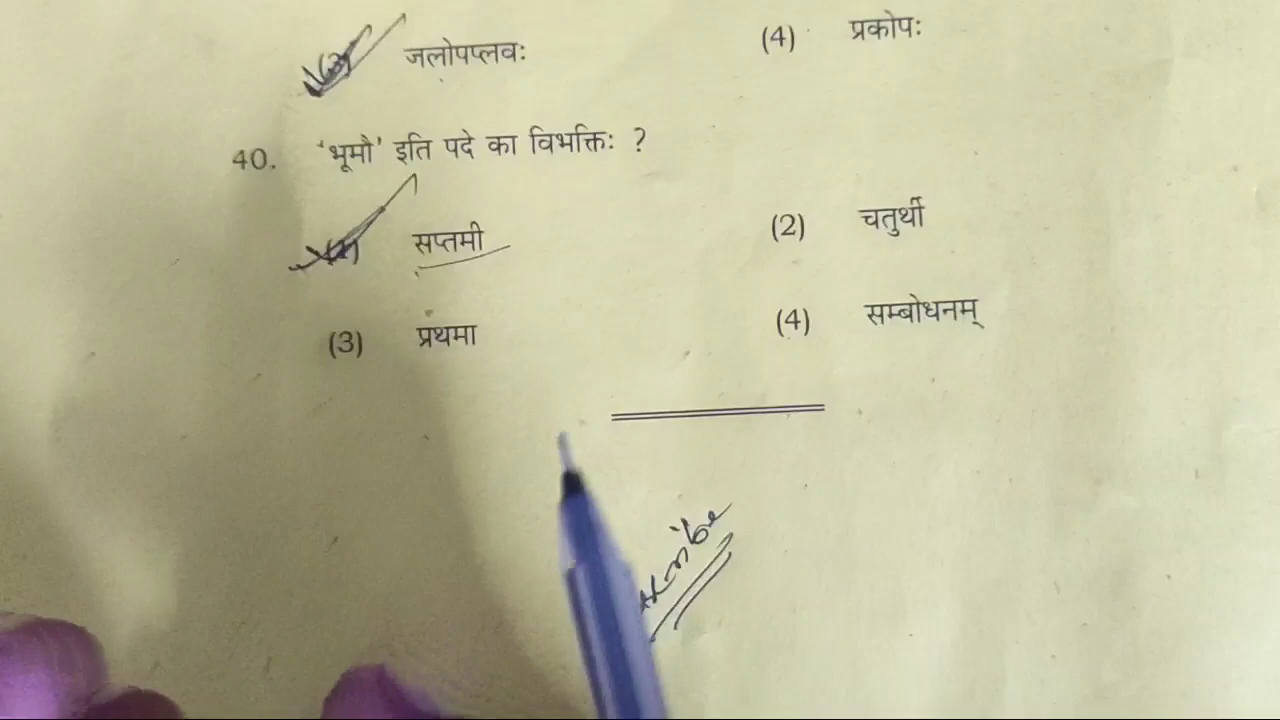 (3) जलोपप्लवः (4) प्रकोपः
40. 'भूमौ' इति पदे का विभक्तिः ?
सप्तमी (2) चतुर्थी
(3) प्रथमा (4) सम्बोधनम्